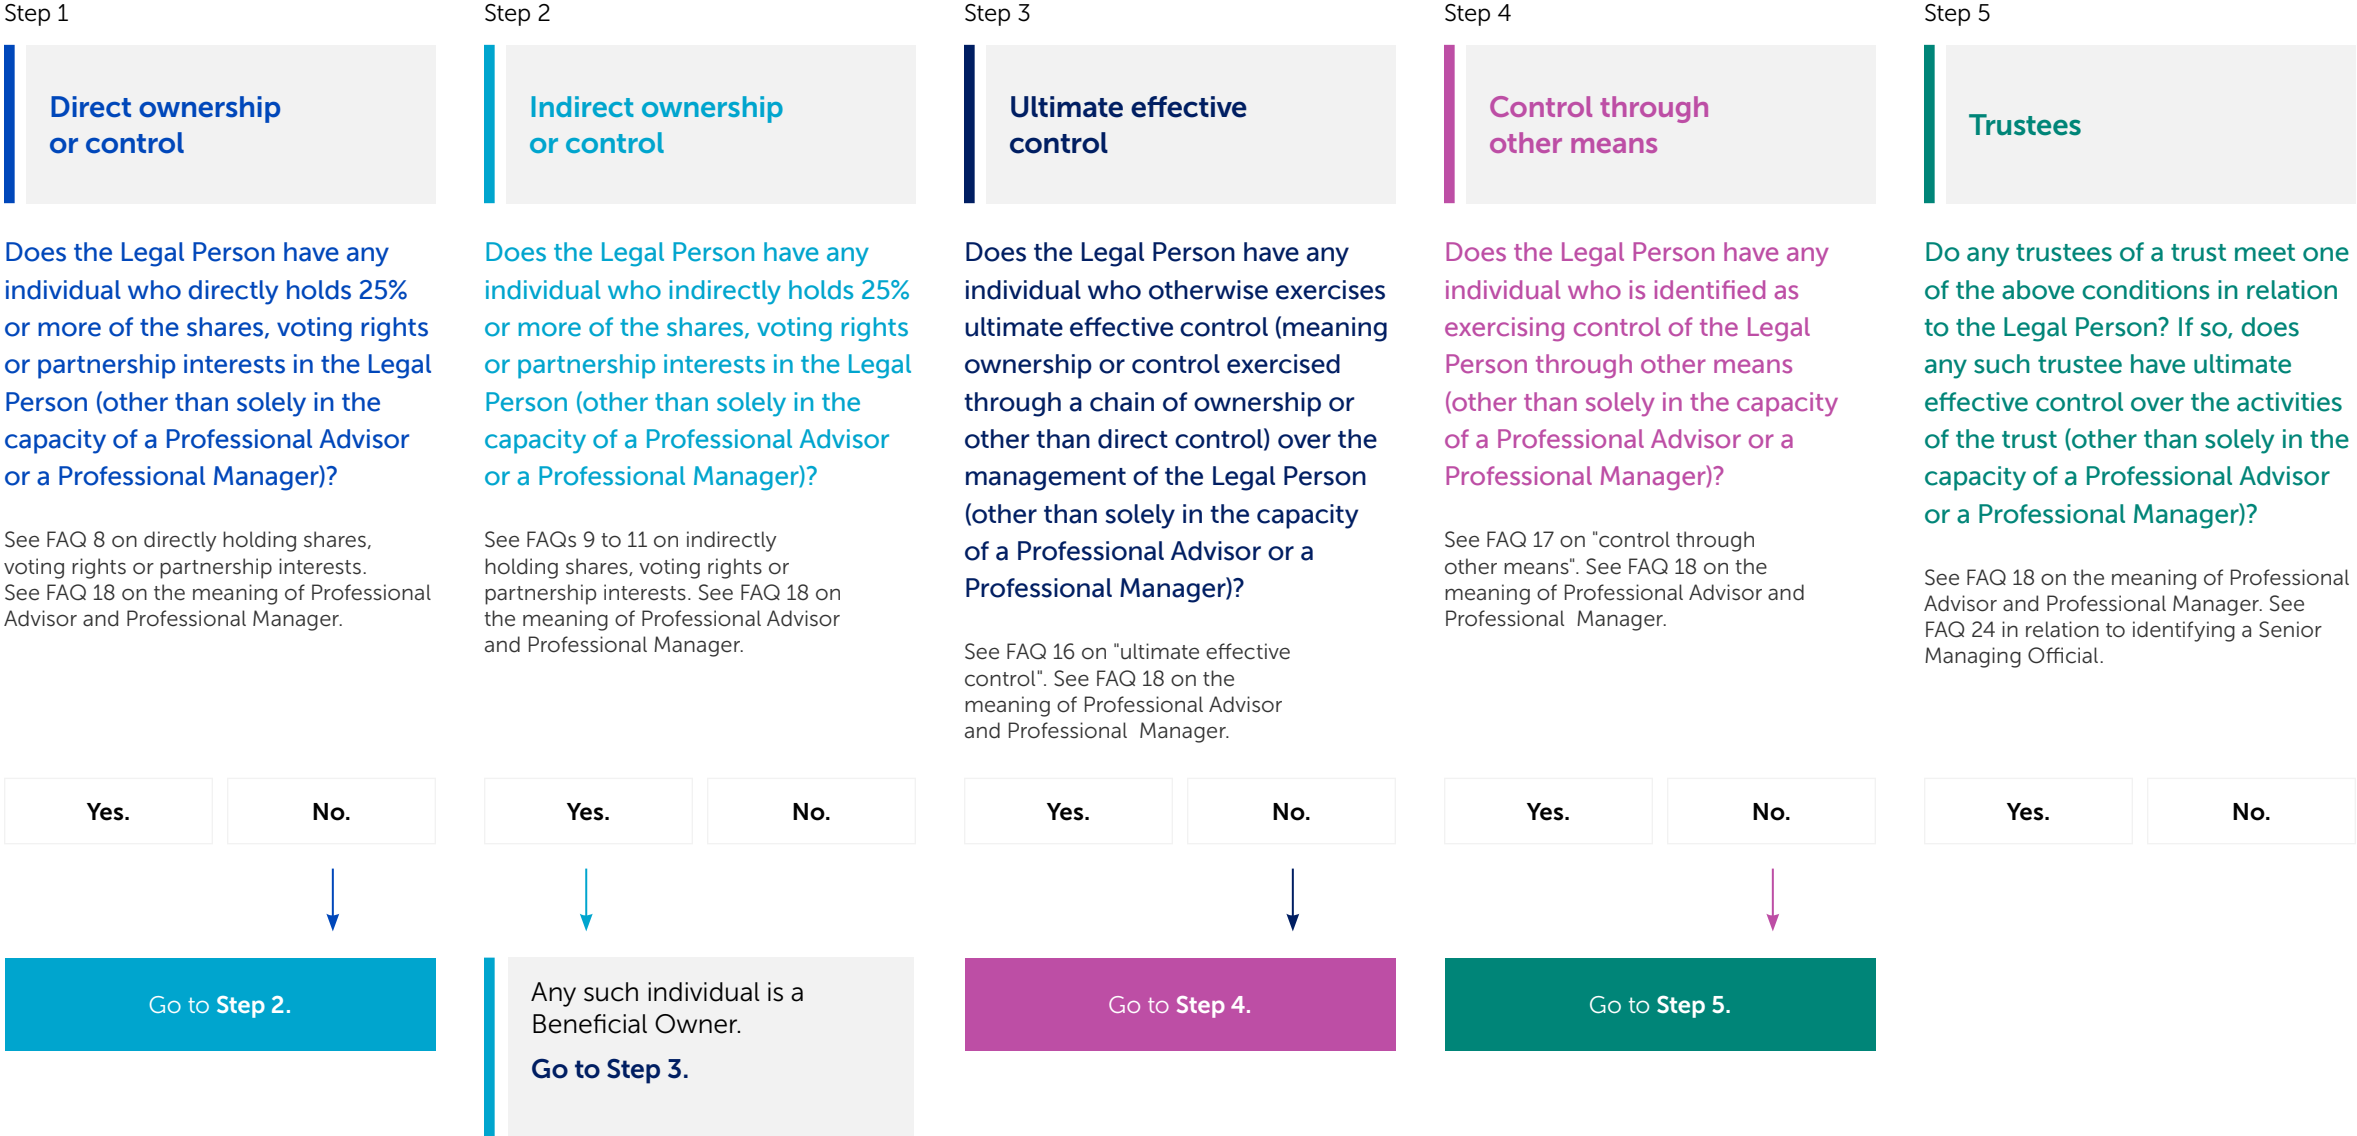 Step 1
Direct ownership
or control
Does the Legal Person have any
individual who directly holds 25%
or more of the shares, voting rights
or partnership interests in the Legal
Person (other than solely in the
capacity of a Professional Advisor
or a Professional Manager)?
See FAQ 8 on directly holding shares,
voting rights or partnership interests.
See FAQ 18 on the meaning of Professional
Advisor and Professional Manager.
Yes.
No.
Go to Step 2.
Step 2
Indirect ownership
or control
Does the Legal Person have any
individual who indirectly holds 25%
or more of the shares, voting rights
or partnership interests in the Legal
Person (other than solely in the
capacity of a Professional Advisor
or a Professional Manager)?
See FAQs 9 to 11 on indirectly
holding shares, voting rights or
partnership interests. See FAQ 18 on
the meaning of Professional Advisor
and Professional Manager.
Yes.
No.
Any such individual is a
Beneficial Owner.
Go to Step 3.
Step 3
Ultimate effective
control
Does the Legal Person have any
individual who otherwise exercises
ultimate effective control (meaning
ownership or control exercised
through a chain of ownership or
other than direct control) over the
management of the Legal Person
(other than solely in the capacity
of a Professional Advisor or a
Professional Manager)?
See FAQ 16 on "ultimate effective
control". See FAQ 18 on the
meaning of Professional Advisor
and Professional Manager.
Yes.
No.
Go to Step 4.
Step 4
Control through
other means
Does the Legal Person have any
individual who is identified as
exercising control of the Legal
Person through other means
(other than solely in the capacity
of a Professional Advisor or a
Professional Manager)?
See FAQ 17 on "control through
other means". See FAQ 18 on the
meaning of Professional Advisor and
Professional Manager.
Yes.
No.
Go to Step 5.
Step 5
Trustees
Do any trustees of a trust meet one
of the above conditions in relation
to the Legal Person? If so, does
any such trustee have ultimate
effective control over the activities
of the trust (other than solely in the
capacity of a Professional Advisor
or a Professional Manager)?
See FAQ 18 on the meaning of Professional
Advisor and Professional Manager. See
FAQ 24 in relation to identifying a Senior
Managing Official.
Yes.
No.